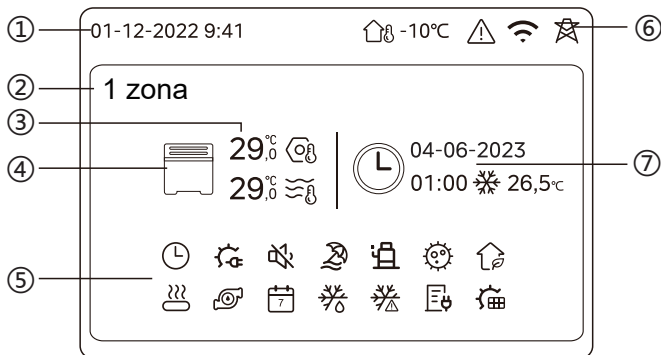 ① 01-12-2022 9:41 -10℃ ⑥
② 1 zona
③ 29,0 ℃
④ 29,0 ℃
04-06-2023 ⑦
01:00 26,5℃
⑤
7